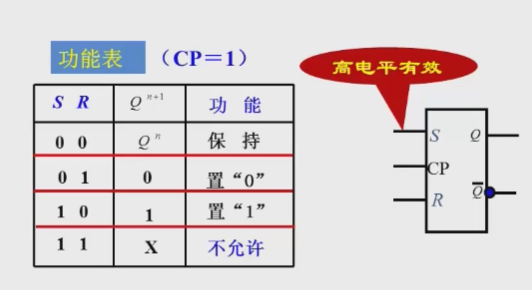 功能表 （CP＝1）
高电平有效
S R Q^{n+1} 功 能
0 0 Q^n 保 持
0 1 0 置“0”
1 0 1 置“1”
1 1 X 不允许
S Q
CP
R Q̅